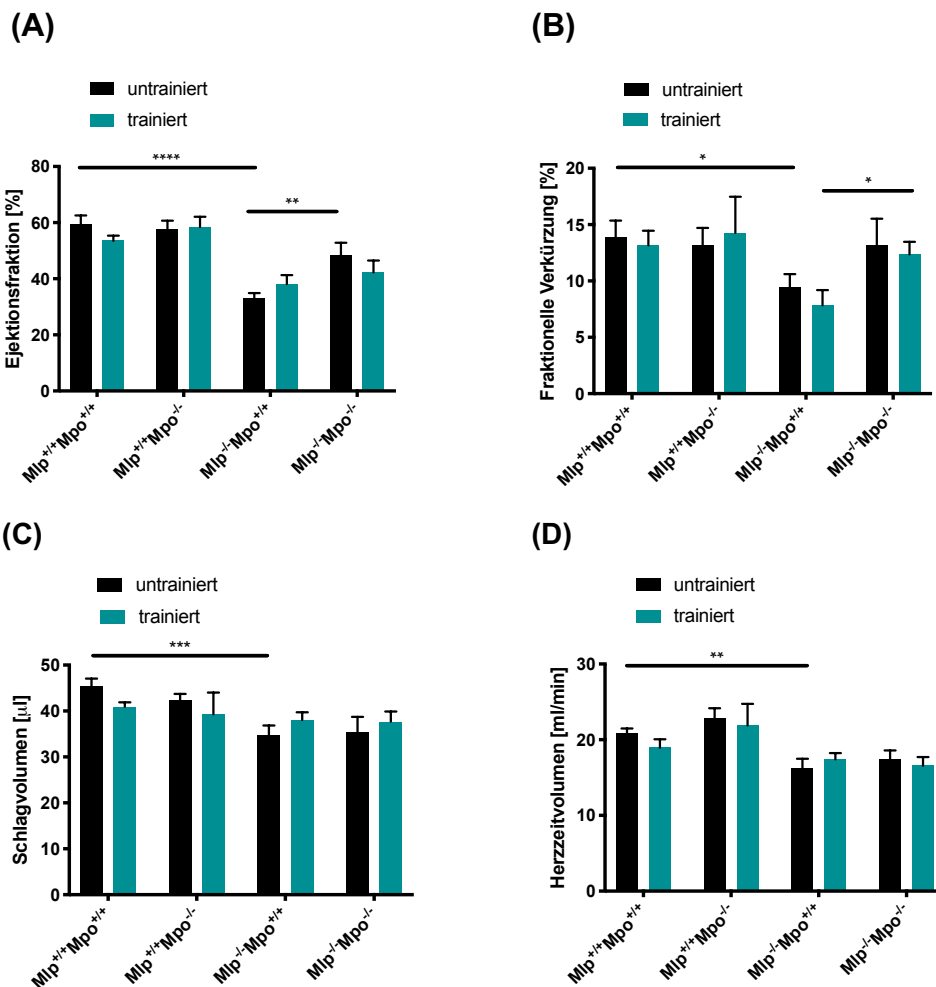 (A)
untrainiert
trainiert
****
**
Ejektionsfraktion [%]
80
60
40
20
0
Mlp+/+Mpo+/+
Mlp+/+Mpo-/-
Mlp-/-Mpo+/+
Mlp-/-Mpo-/-
(B)
untrainiert
trainiert
*
*
Fraktionelle Verkürzung [%]
20
15
10
5
0
Mlp+/+Mpo+/+
Mlp+/+Mpo-/-
Mlp-/-Mpo+/+
Mlp-/-Mpo-/-
(C)
untrainiert
trainiert
***
Schlagvolumen [µl]
50
40
30
20
10
0
Mlp+/+Mpo+/+
Mlp+/+Mpo-/-
Mlp-/-Mpo+/+
Mlp-/-Mpo-/-
(D)
untrainiert
trainiert
**
Herzzeitvolumen [ml/min]
30
20
10
0
Mlp+/+Mpo+/+
Mlp+/+Mpo-/-
Mlp-/-Mpo+/+
Mlp-/-Mpo-/-